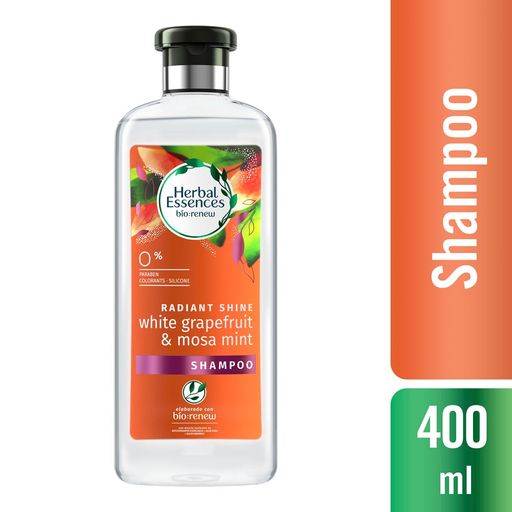 Herbal
Essences
bio:renew
0%
PARABEN
COLORANTS · SILICONE
RADIANT SHINE
white grapefruit
& mosa mint
SHAMPOO
elaborado con
bio:renew
Shampoo
400
ml